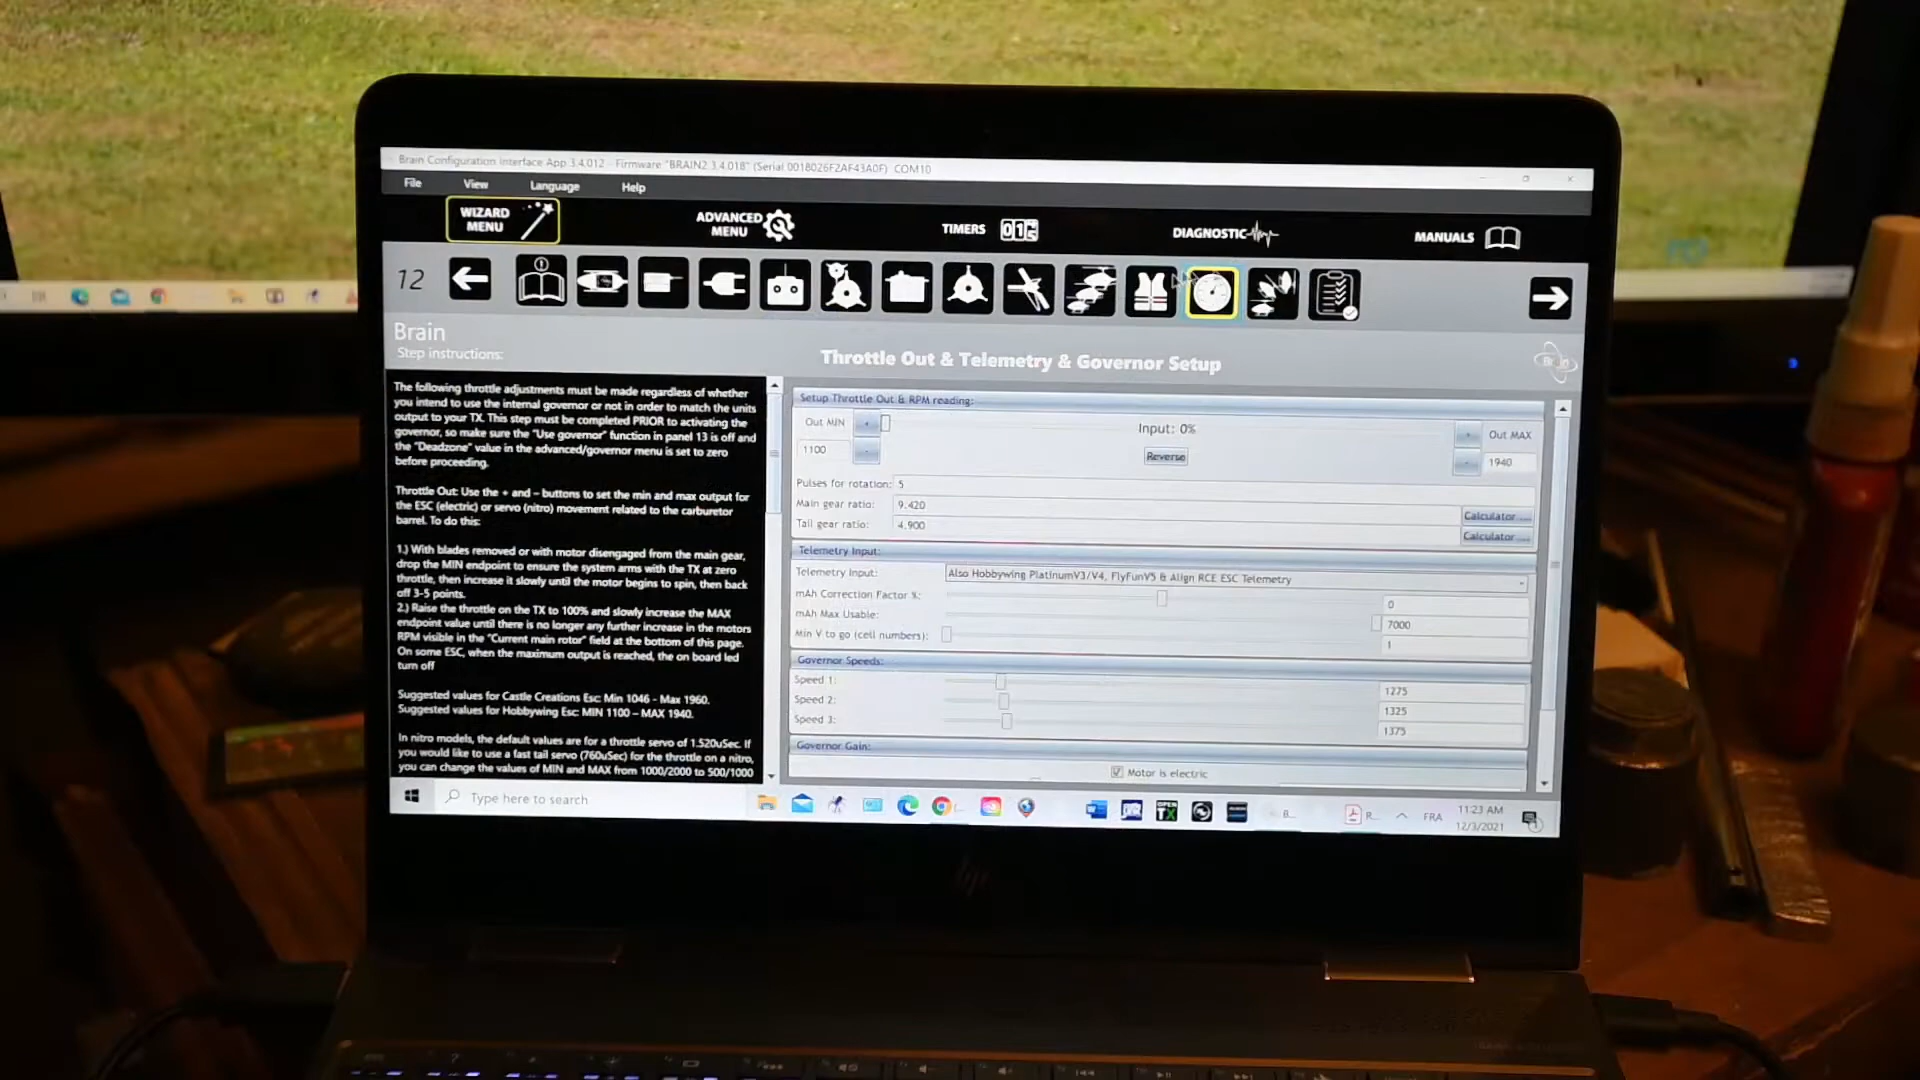 Brain Configuration Interface App 3.4.012 - Firmware "BRAIN2 3.4.018" (Serial 0018026F2AF43A0F) COM10
File View Language Help
WIZARD MENU
ADVANCED MENU
TIMERS
DIAGNOSTIC
MANUALS
12
Brain
Step instructions:
Throttle Out & Telemetry & Governor Setup
The following throttle adjustments must be made regardless of whether
you intend to use the internal governor or not in order to match the units
output to your TX. This step must be completed PRIOR to activating the
governor, so make sure the "Use governor" function in panel 13 is off and
the "Deadzone" value in the advanced/governor menu is set to zero
before proceeding.
Throttle Out: Use the + and – buttons to set the min and max output for
the ESC (electric) or servo (nitro) movement related to the carburetor
barrel. To do this:
1.) With blades removed or with motor disengaged from the main gear,
drop the MIN endpoint to ensure the system arms with the TX at zero
throttle, then increase it slowly until the motor begins to spin, then back
off 3-5 points.
2.) Raise the throttle on the TX to 100% and slowly increase the MAX
endpoint value until there is no longer any further increase in the motors
RPM visible in the "Current main rotor" field at the bottom of this page.
On some ESC, when the maximum output is reached, the on board led
turn off
Suggested values for Castle Creations Esc: Min 1046 - Max 1960.
Suggested values for Hobbywing Esc: MIN 1100 – MAX 1940.
In nitro models, the default values are for a throttle servo of 1.520uSec. If
you would like to use a fast tail servo (760uSec) for the throttle on a nitro,
you can change the values of MIN and MAX from 1000/2000 to 500/1000
Setup Throttle Out & RPM reading:
Out MIN
Input: 0%
Out MAX
1100
Reverse
1940
Pulses for rotation: 5
Main gear ratio: 9.420
Calculator ...
Tail gear ratio: 4.900
Calculator ...
Telemetry Input:
Telemetry Input: Also Hobbywing PlatinumV3/V4, FlyFunV5 & Align RCE ESC Telemetry
mAh Correction Factor %: 0
mAh Max Usable: 7000
Min V to go (cell numbers): 1
Governor Speeds:
Speed 1: 1275
Speed 2: 1325
Speed 3: 1375
Governor Gain:
Motor is electric
Type here to search
OPEN TX
B...
R...
FRA
11:23 AM
12/3/2021
hp